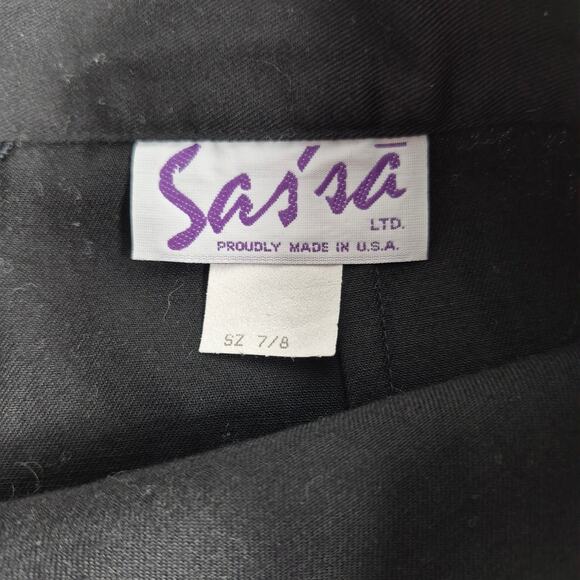 Sas'sā
LTD.
PROUDLY MADE IN U.S.A.
SZ 7/8